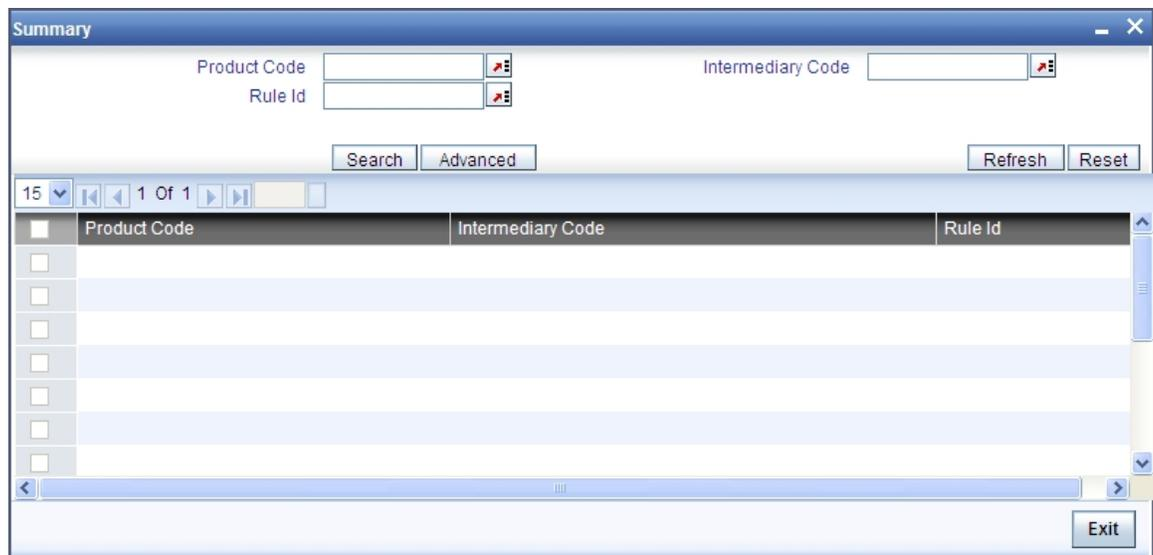 Summary
Product Code
Intermediary Code
Rule Id
Search Advanced Refresh Reset
15 1 Of 1
Product Code Intermediary Code Rule Id
Exit